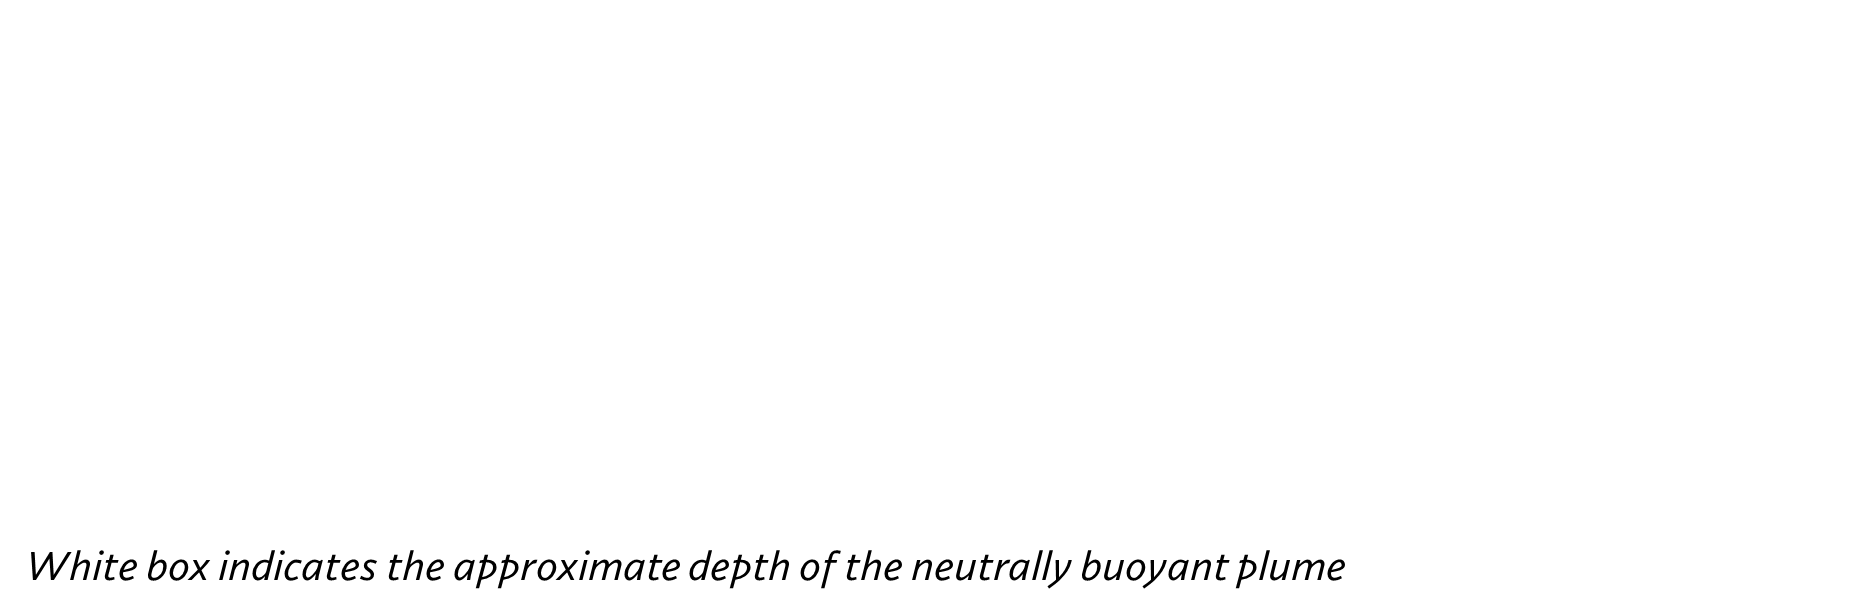 White box indicates the approximate depth of the neutrally buoyant plume